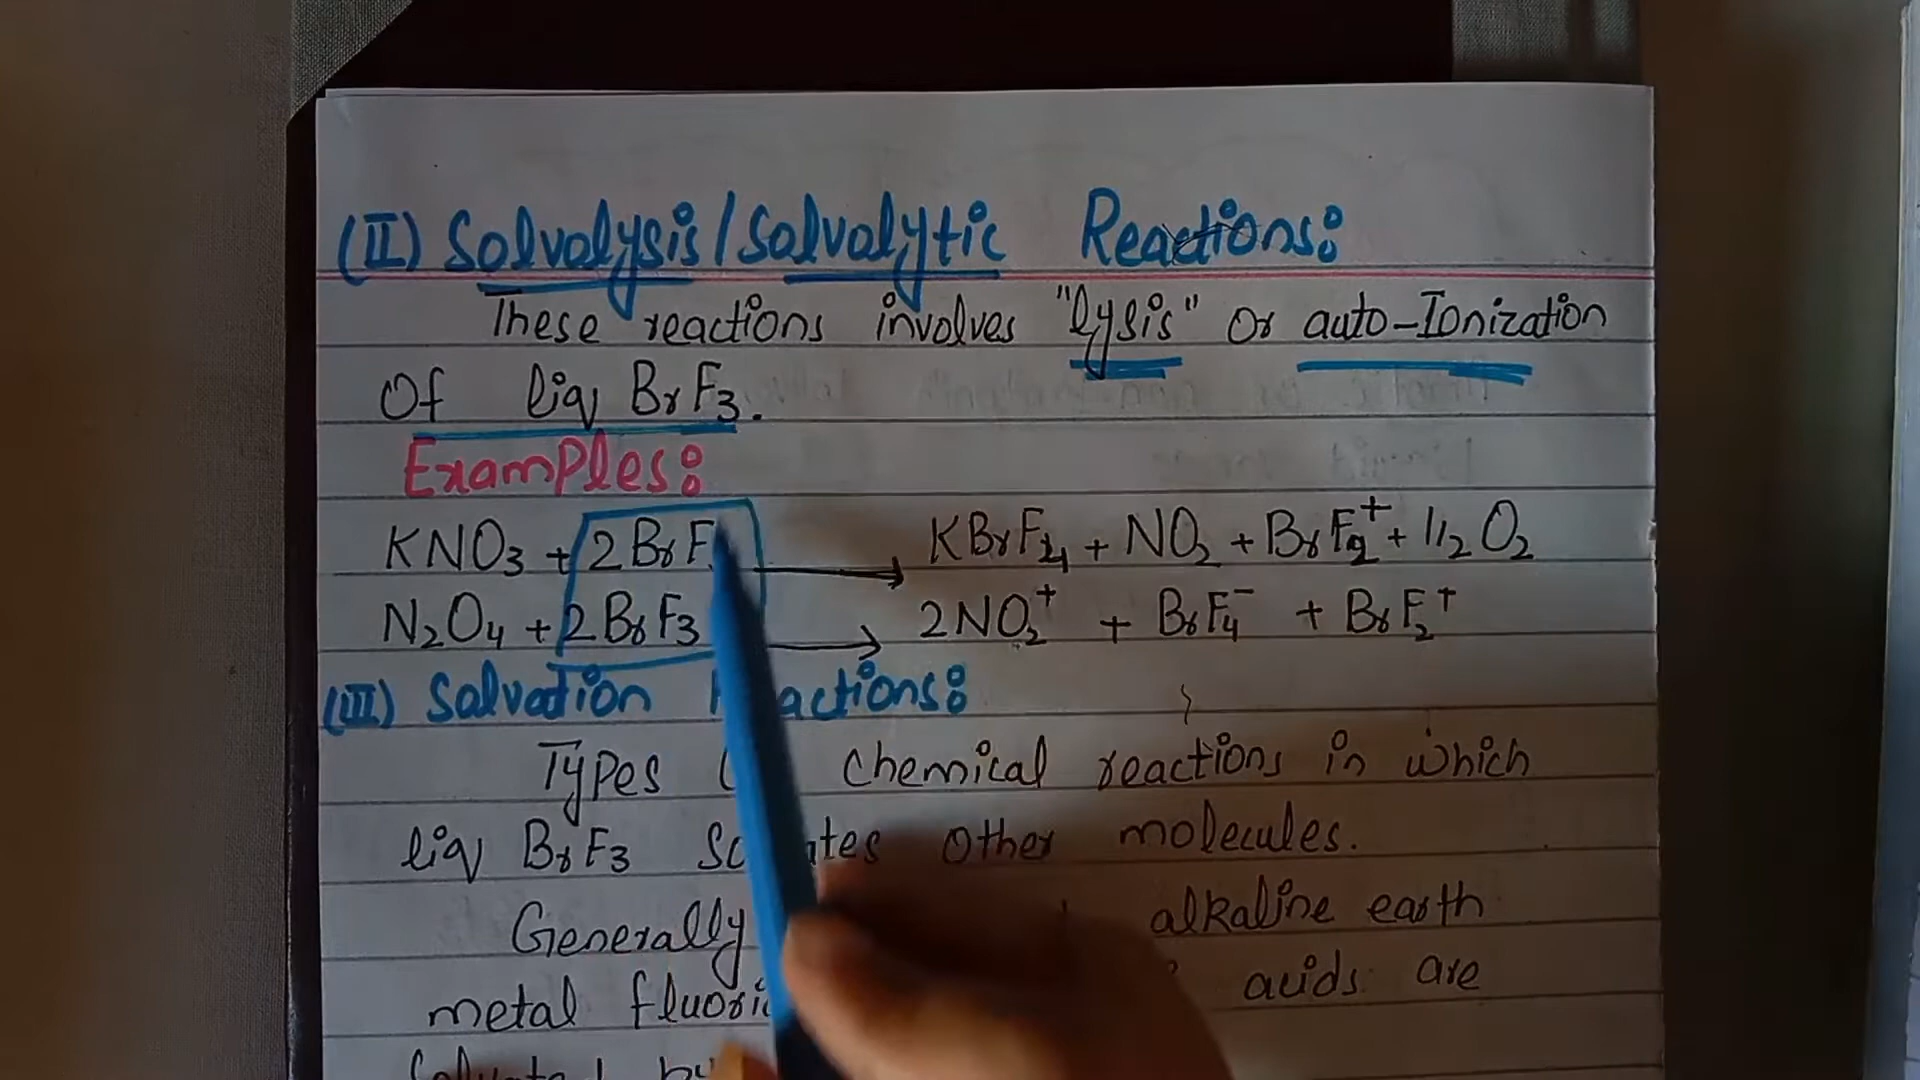 (II) Solvolysis/Solvolytic Reactions:
These reactions involves "lysis" Or auto-Ionization
Of liq BrF3.
Examples:
KNO3 + 2BrF → KBrF4 + NO2 + BrF2+ + 1/2 O2
N2O4 + 2BrF3 → 2NO2+ + BrF4- + BrF2+
(III) Solvation actions:
Types chemical reactions in which
liq BrF3 other molecules.
Generally alkaline earth
metal acids are